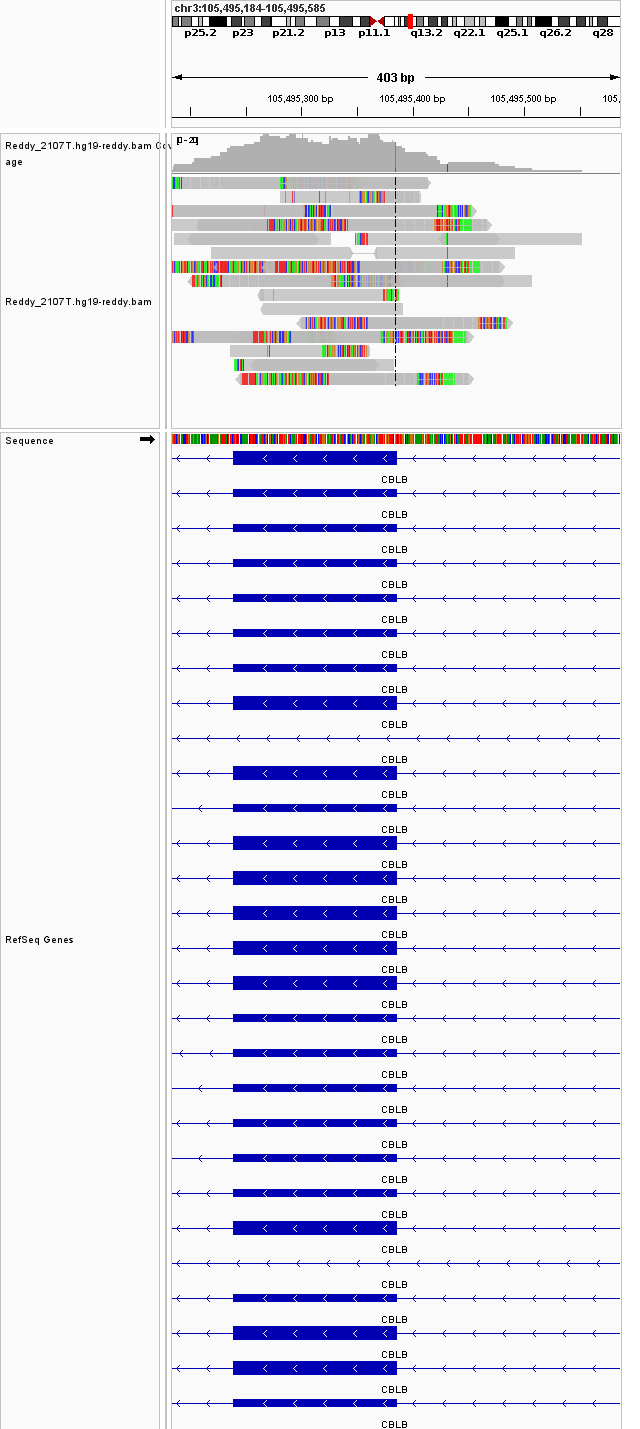 chr3:105,495,184-105,495,585
p25.2 p23 p21.2 p13 p11.1 q13.2 q22.1 q25.1 q26.2 q28
403 bp
105,495,300 bp 105,495,400 bp 105,495,500 bp 105,
Reddy_2107T.hg19-reddy.bam Cov
age
[0-20]
Reddy_2107T.hg19-reddy.bam
Sequence
CBLB
CBLB
CBLB
CBLB
CBLB
CBLB
CBLB
CBLB
CBLB
CBLB
CBLB
CBLB
CBLB
CBLB
RefSeq Genes
CBLB
CBLB
CBLB
CBLB
CBLB
CBLB
CBLB
CBLB
CBLB
CBLB
CBLB
CBLB
CBLB
CBLB